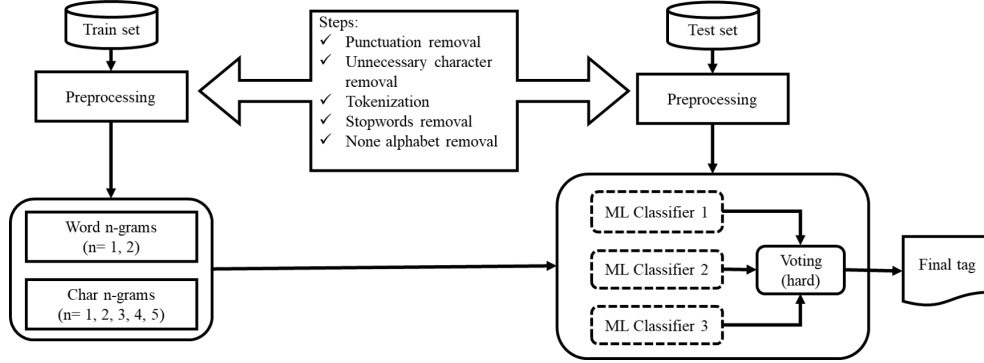 Train set
Preprocessing
Steps:
✓ Punctuation removal
✓ Unnecessary character
removal
✓ Tokenization
✓ Stopwords removal
✓ None alphabet removal
Test set
Preprocessing
Word n-grams
(n= 1, 2)
Char n-grams
(n= 1, 2, 3, 4, 5)
ML Classifier 1
ML Classifier 2
ML Classifier 3
Voting
(hard)
Final tag